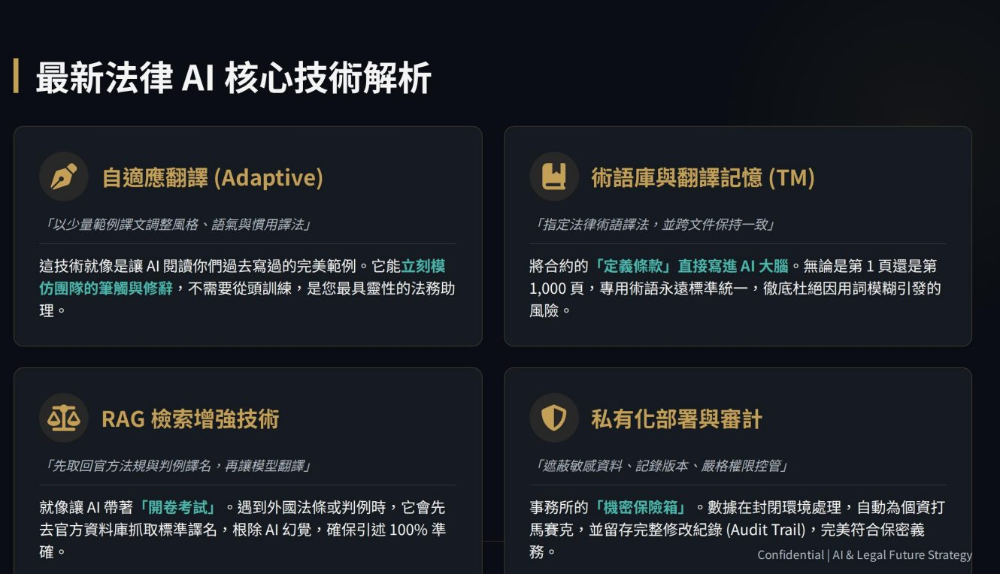 最新法律 AI 核心技術解析
自適應翻譯 (Adaptive)
「以少量範例譯文調整風格、語氣與慣用譯法」
這技術就像是讓 AI 閱讀你們過去寫過的完美範例。它能立刻模
仿團隊的筆觸與修辭，不需要從頭訓練，是您最具靈性的法務助
理。
術語庫與翻譯記憶 (TM)
「指定法律術語譯法，並跨文件保持一致」
將合約的「定義條款」直接寫進 AI 大腦。無論是第 1 頁還是第
1,000 頁，專用術語永遠標準統一，徹底杜絕因用詞模糊引發的
風險。
RAG 檢索增強技術
「先取回官方法規與判例譯名，再讓模型翻譯」
就像讓 AI 帶著「開卷考試」。遇到外國法條或判例時，它會先
去官方資料庫抓取標準譯名，根除 AI 幻覺，確保引述 100% 準
確。
私有化部署與審計
「遮蔽敏感資料、記錄版本、嚴格權限控管」
事務所的「機密保險箱」。數據在封閉環境處理，自動為個資打
馬賽克，並留存完整修改紀錄 (Audit Trail)，完美符合保密義
務。
Confidential | AI & Legal Future Strategy